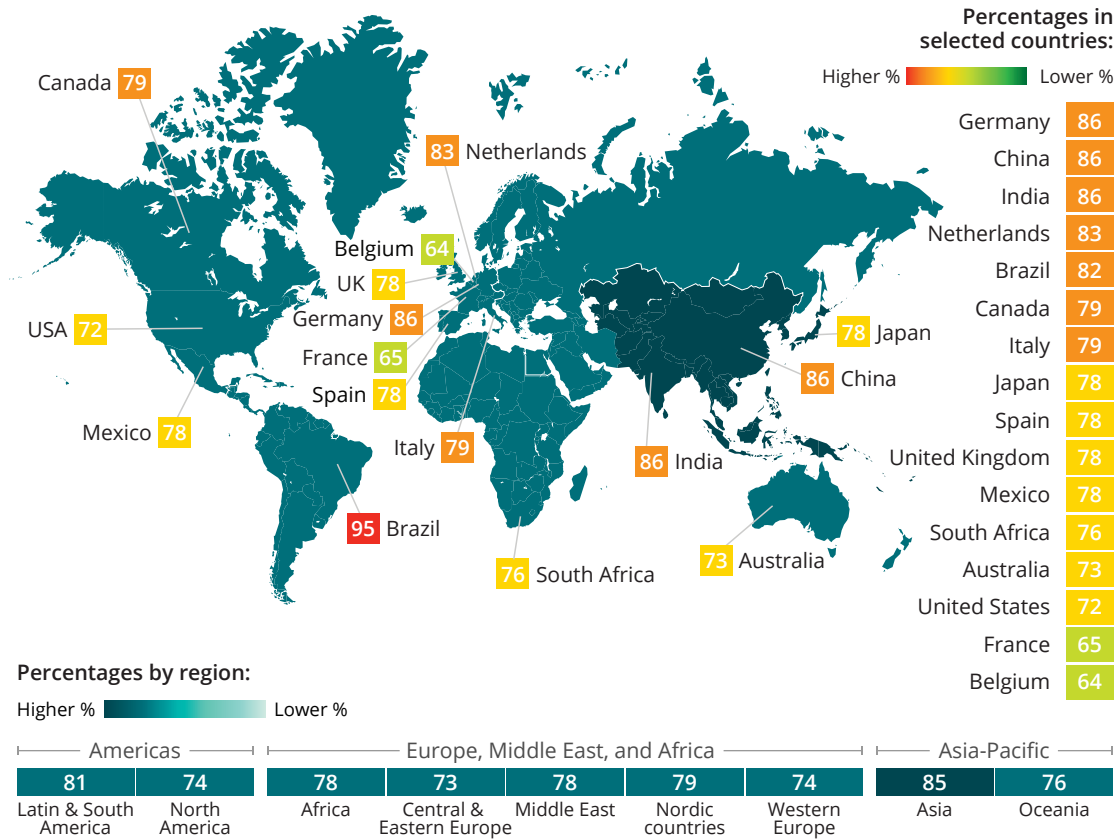 Percentages in
selected countries:
Higher % Lower %
Canada 79
83 Netherlands
Belgium 64
UK 78
Germany 86
USA 72
France 65
Spain 78
78 Japan
86 China
Mexico 78
Italy 79
86 India
95 Brazil
73 Australia
76 South Africa
Germany 86
China 86
India 86
Netherlands 83
Brazil 82
Canada 79
Italy 79
Japan 78
Spain 78
United Kingdom 78
Mexico 78
South Africa 76
Australia 73
United States 72
France 65
Belgium 64
Percentages by region:
Higher % Lower %
Americas
81 74
Latin & South
America
North
America
Europe, Middle East, and Africa
78 73 78 79 74
Africa
Central &
Eastern Europe
Middle East
Nordic
countries
Western
Europe
Asia-Pacific
85 76
Asia
Oceania